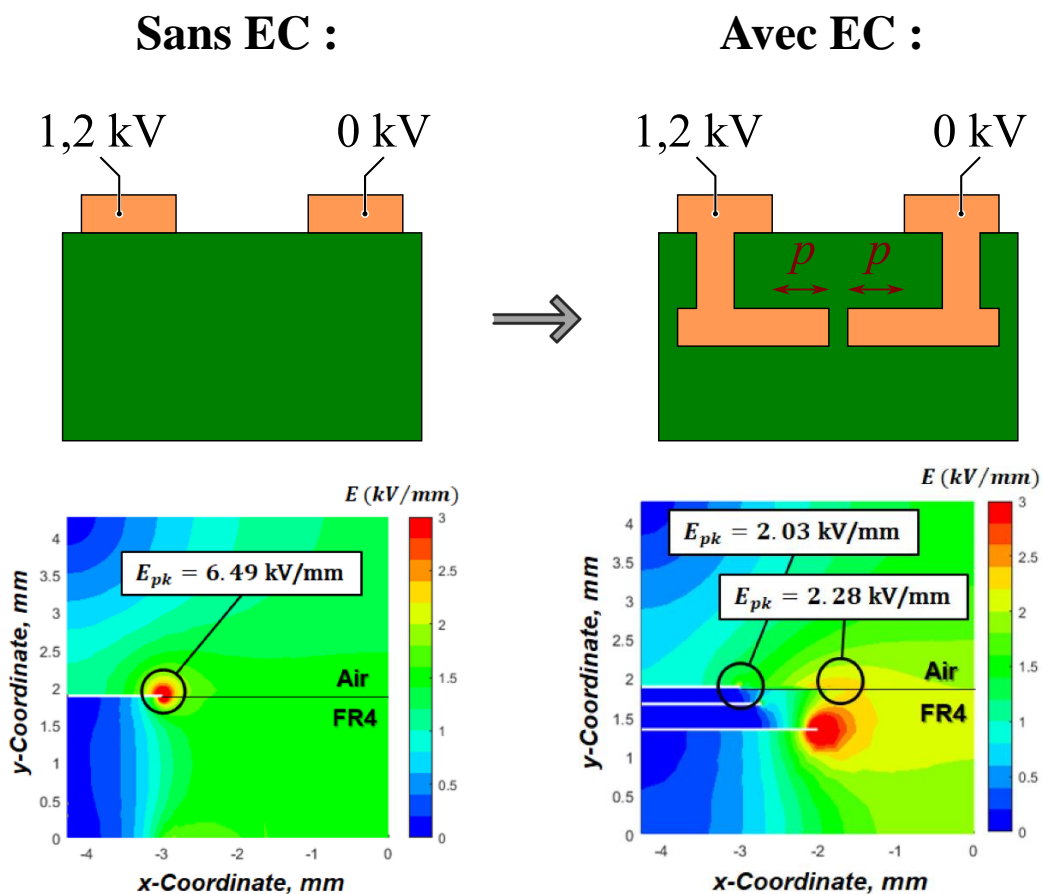 Sans EC :
Avec EC :
1,2 kV
0 kV
1,2 kV
0 kV
p
p
E (kV/mm)
3
2.5
2
1.5
1
0.5
0
4
3.5
3
2.5
2
1.5
1
0.5
0
-4
-3
-2
-1
0
y-Coordinate, mm
x-Coordinate, mm
E_pk = 6.49 kV/mm
Air
FR4
E (kV/mm)
3
2.5
2
1.5
1
0.5
0
4
3.5
3
2.5
2
1.5
1
0.5
0
-4
-3
-2
-1
0
y-Coordinate, mm
x-Coordinate, mm
E_pk = 2.03 kV/mm
E_pk = 2.28 kV/mm
Air
FR4